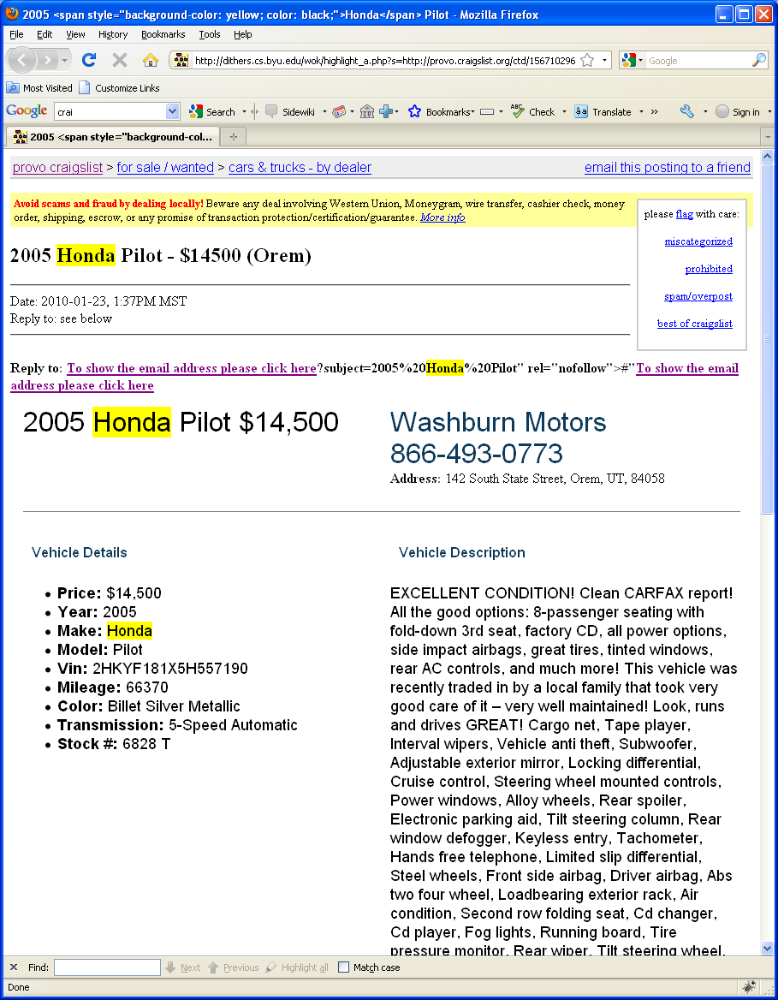 2005 <span style="background-color: yellow; color: black;">Honda</span> Pilot - Mozilla Firefox
File Edit View History Bookmarks Tools Help
http://dithers.cs.byu.edu/wok/highlight_a.php?s=http://provo.craigslist.org/ctd/156710296 Google
Most Visited Customize Links
Google crai Search Sidewiki Bookmarks ABC Check aä Translate » Sign in
2005 <span style="background-col...
provo craigslist > for sale / wanted > cars & trucks - by dealer email this posting to a friend
Avoid scams and fraud by dealing locally! Beware any deal involving Western Union, Moneygram, wire transfer, cashier check, money
order, shipping, escrow, or any promise of transaction protection/certification/guarantee. More info
please flag with care:
miscategorized
prohibited
spam/overpost
best of craigslist
2005 Honda Pilot - $14500 (Orem)
Date: 2010-01-23, 1:37PM MST
Reply to: see below
Reply to: To show the email address please click here?subject=2005%20Honda%20Pilot" rel="nofollow">#"To show the email
address please click here
2005 Honda Pilot $14,500
Washburn Motors
866-493-0773
Address: 142 South State Street, Orem, UT, 84058
Vehicle Details
Price: $14,500
Year: 2005
Make: Honda
Model: Pilot
Vin: 2HKYF181X5H557190
Mileage: 66370
Color: Billet Silver Metallic
Transmission: 5-Speed Automatic
Stock #: 6828 T
Vehicle Description
EXCELLENT CONDITION! Clean CARFAX report!
All the good options: 8-passenger seating with
fold-down 3rd seat, factory CD, all power options,
side impact airbags, great tires, tinted windows,
rear AC controls, and much more! This vehicle was
recently traded in by a local family that took very
good care of it – very well maintained! Look, runs
and drives GREAT! Cargo net, Tape player,
Interval wipers, Vehicle anti theft, Subwoofer,
Adjustable exterior mirror, Locking differential,
Cruise control, Steering wheel mounted controls,
Power windows, Alloy wheels, Rear spoiler,
Electronic parking aid, Tilt steering column, Rear
window defogger, Keyless entry, Tachometer,
Hands free telephone, Limited slip differential,
Steel wheels, Front side airbag, Driver airbag, Abs
two four wheel, Loadbearing exterior rack, Air
condition, Second row folding seat, Cd changer,
Cd player, Fog lights, Running board, Tire
pressure monitor, Rear wiper, Tilt steering wheel,
Find: Next Previous Highlight all Match case
Done